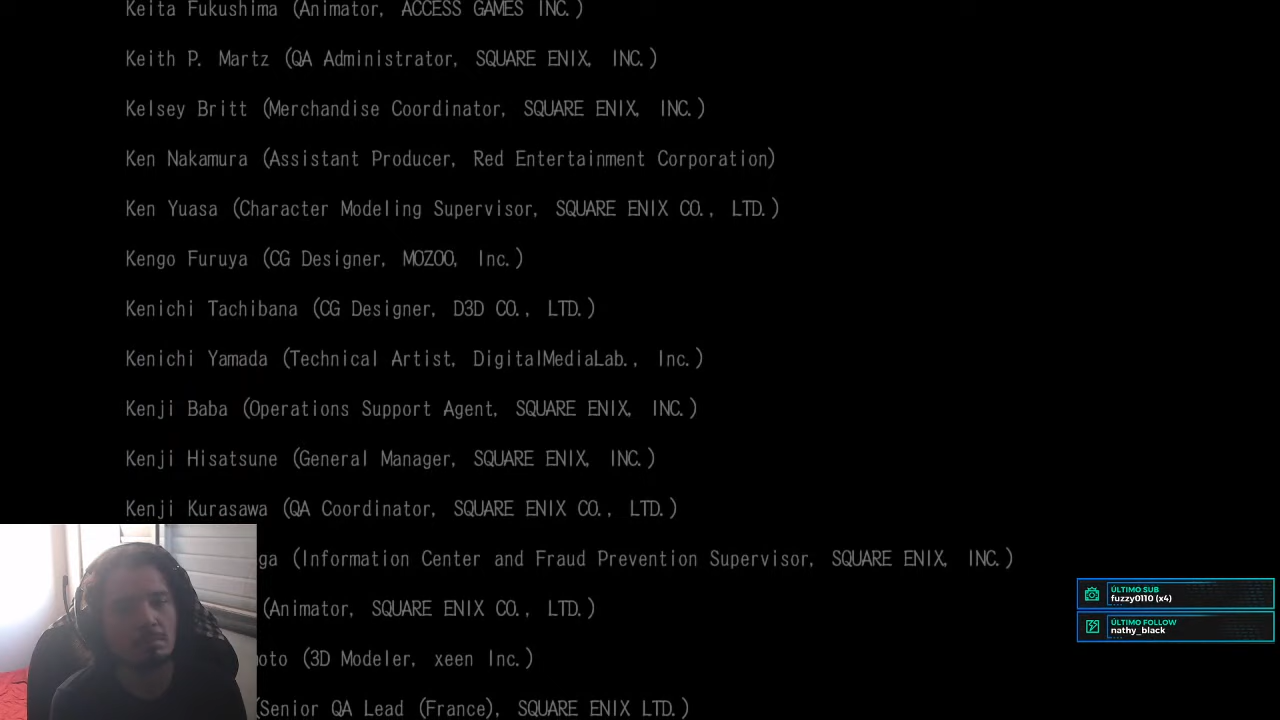 Keita Fukushima (Animator, ACCESS GAMES INC.)
Keith P. Martz (QA Administrator, SQUARE ENIX, INC.)
Kelsey Britt (Merchandise Coordinator, SQUARE ENIX, INC.)
Ken Nakamura (Assistant Producer, Red Entertainment Corporation)
Ken Yuasa (Character Modeling Supervisor, SQUARE ENIX CO., LTD.)
Kengo Furuya (CG Designer, MOZOO, Inc.)
Kenichi Tachibana (CG Designer, D3D CO., LTD.)
Kenichi Yamada (Technical Artist, DigitalMediaLab., Inc.)
Kenji Baba (Operations Support Agent, SQUARE ENIX, INC.)
Kenji Hisatsune (General Manager, SQUARE ENIX, INC.)
Kenji Kurasawa (QA Coordinator, SQUARE ENIX CO., LTD.)
(Information Center and Fraud Prevention Supervisor, SQUARE ENIX, INC.)
(Animator, SQUARE ENIX CO., LTD.)
(3D Modeler, xeen Inc.)
(Senior QA Lead (France), SQUARE ENIX LTD.)
ÚLTIMO SUB
fuzzy0110 (x4)
ÚLTIMO FOLLOW
nathy_black